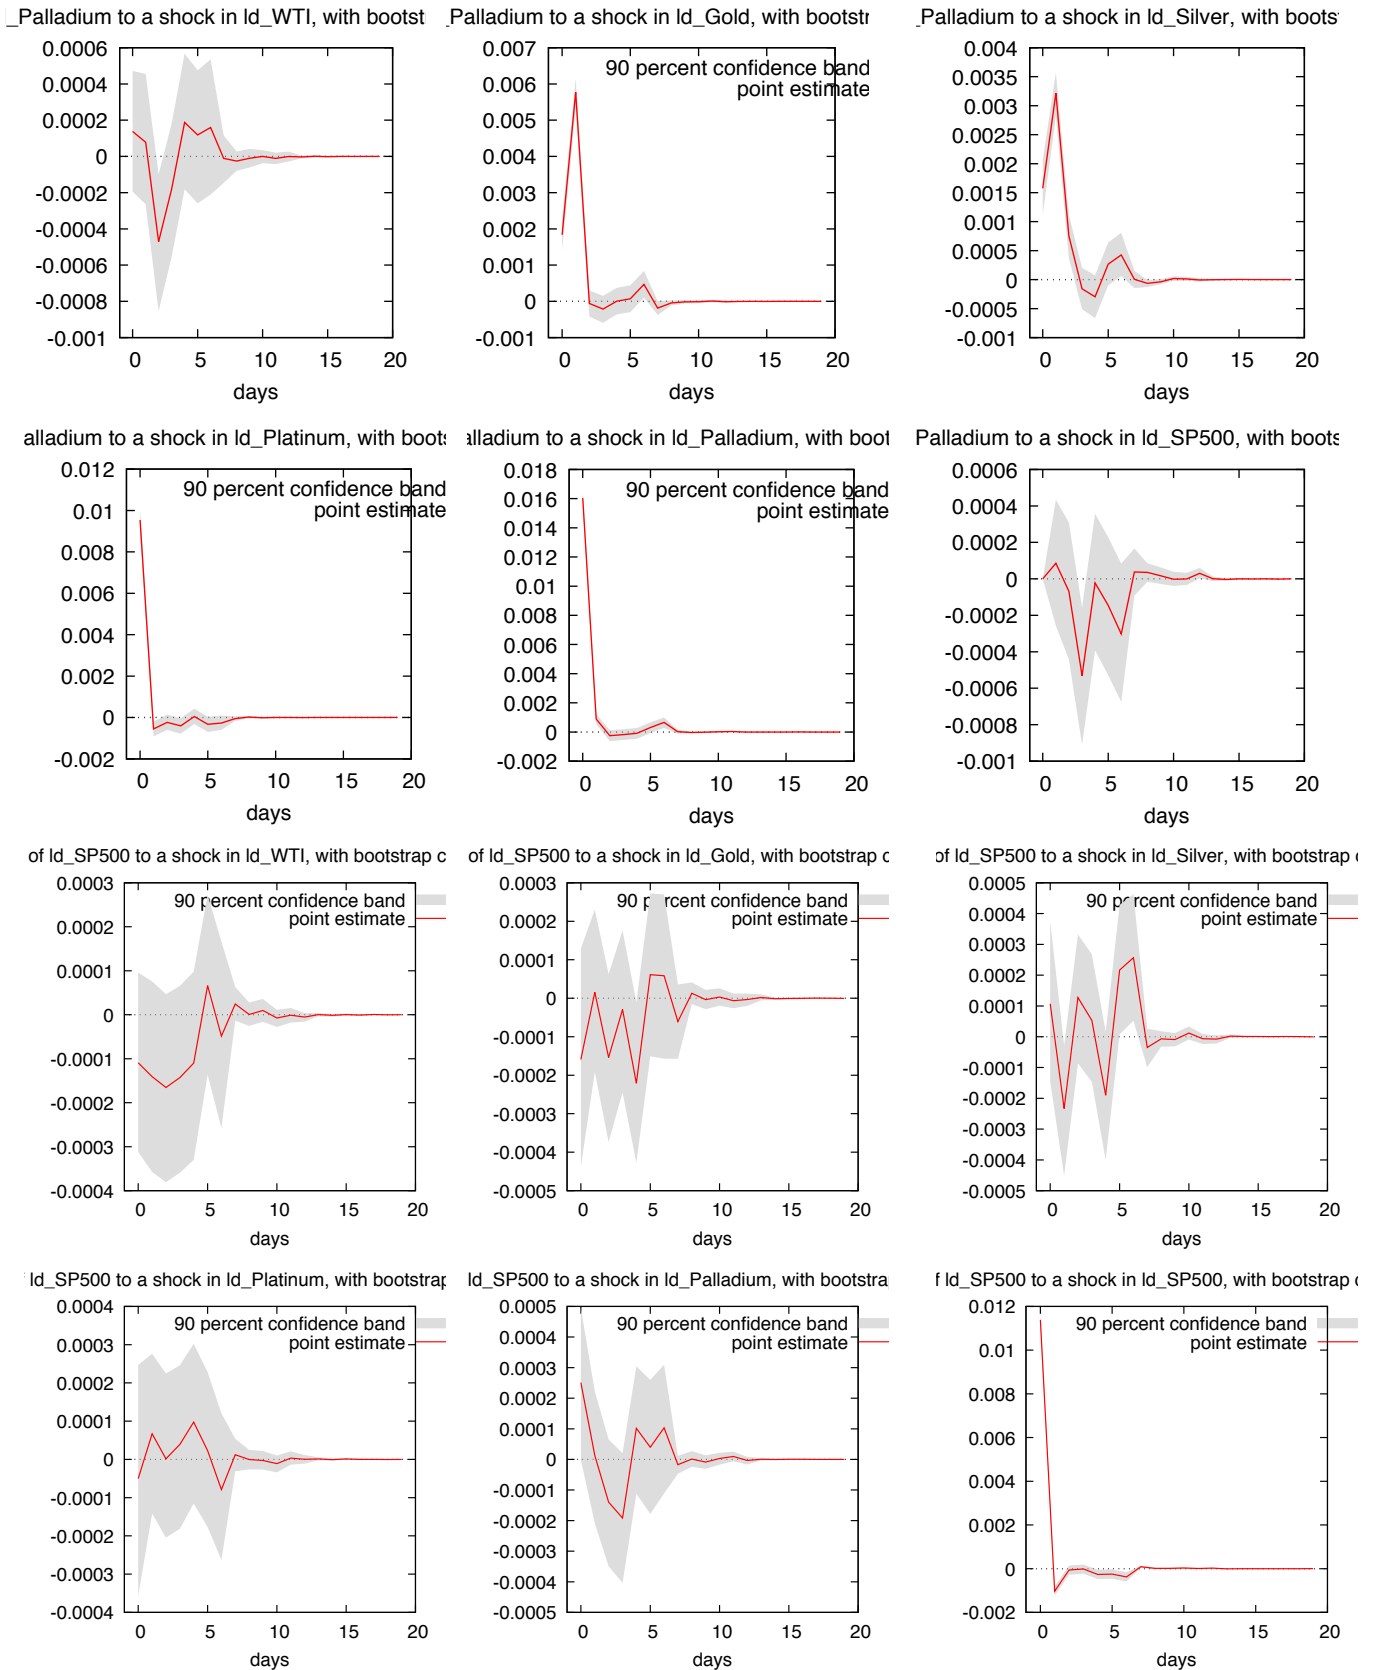 _Palladium to a shock in ld_WTI, with bootst
0.0006
0.0004
0.0002
0
-0.0002
-0.0004
-0.0006
-0.0008
-0.001
0 5 10 15 20
days
_Palladium to a shock in ld_Gold, with bootstr
90 percent confidence band
point estimate
0.007
0.006
0.005
0.004
0.003
0.002
0.001
0
-0.001
0 5 10 15 20
days
_Palladium to a shock in ld_Silver, with boots
0.004
0.0035
0.003
0.0025
0.002
0.0015
0.001
0.0005
0
-0.0005
-0.001
0 5 10 15 20
days
alladium to a shock in ld_Platinum, with boots
90 percent confidence band
point estimate
0.012
0.01
0.008
0.006
0.004
0.002
0
-0.002
0 5 10 15 20
days
alladium to a shock in ld_Palladium, with boot
90 percent confidence band
point estimate
0.018
0.016
0.014
0.012
0.01
0.008
0.006
0.004
0.002
0
-0.002
0 5 10 15 20
days
Palladium to a shock in ld_SP500, with boots
0.0006
0.0004
0.0002
0
-0.0002
-0.0004
-0.0006
-0.0008
-0.001
0 5 10 15 20
days
of ld_SP500 to a shock in ld_WTI, with bootstrap c
90 percent confidence band
point estimate
0.0003
0.0002
0.0001
0
-0.0001
-0.0002
-0.0003
-0.0004
0 5 10 15 20
days
of ld_SP500 to a shock in ld_Gold, with bootstrap c
90 percent confidence band
point estimate
0.0003
0.0002
0.0001
0
-0.0001
-0.0002
-0.0003
-0.0004
-0.0005
0 5 10 15 20
days
of ld_SP500 to a shock in ld_Silver, with bootstrap c
90 percent confidence band
point estimate
0.0005
0.0004
0.0003
0.0002
0.0001
0
-0.0001
-0.0002
-0.0003
-0.0004
-0.0005
0 5 10 15 20
days
ld_SP500 to a shock in ld_Platinum, with bootstrap
90 percent confidence band
point estimate
0.0004
0.0003
0.0002
0.0001
0
-0.0001
-0.0002
-0.0003
-0.0004
0 5 10 15 20
days
ld_SP500 to a shock in ld_Palladium, with bootstra
90 percent confidence band
point estimate
0.0005
0.0004
0.0003
0.0002
0.0001
0
-0.0001
-0.0002
-0.0003
-0.0004
-0.0005
0 5 10 15 20
days
f ld_SP500 to a shock in ld_SP500, with bootstrap c
90 percent confidence band
point estimate
0.012
0.01
0.008
0.006
0.004
0.002
0
-0.002
0 5 10 15 20
days